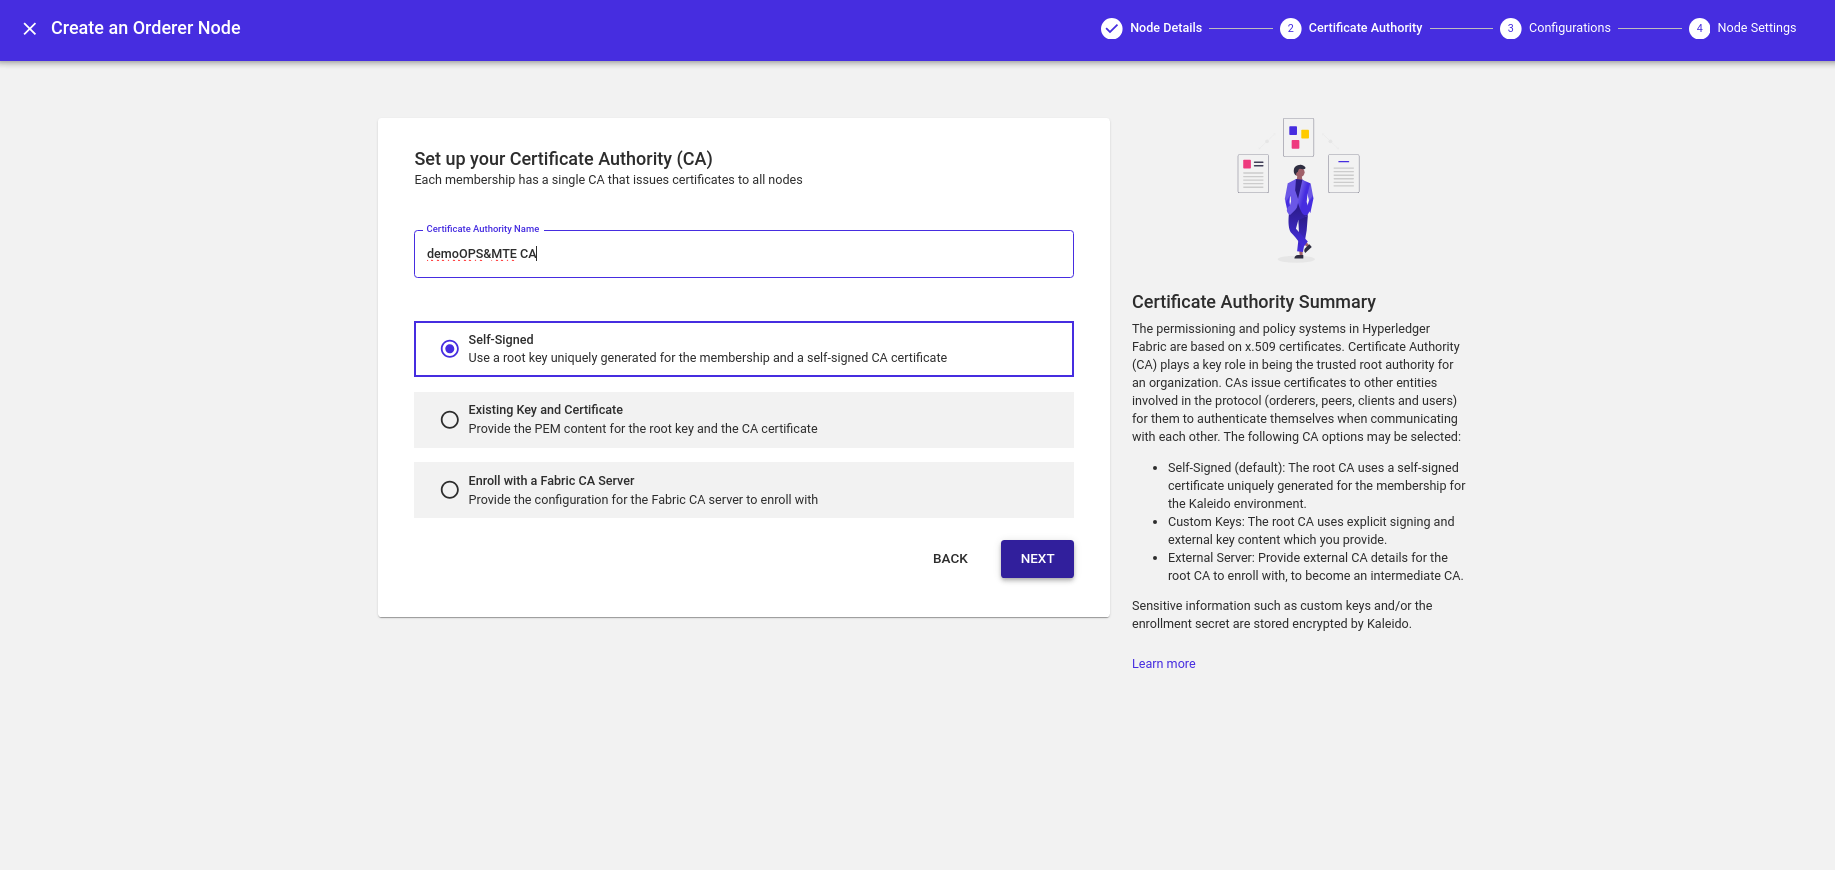 Create an Orderer Node
Node Details
2 Certificate Authority
3 Configurations
4 Node Settings
Set up your Certificate Authority (CA)
Each membership has a single CA that issues certificates to all nodes
Certificate Authority Name
demoOPS&MTE CA
Self-Signed
Use a root key uniquely generated for the membership and a self-signed CA certificate
Existing Key and Certificate
Provide the PEM content for the root key and the CA certificate
Enroll with a Fabric CA Server
Provide the configuration for the Fabric CA server to enroll with
BACK
NEXT
Certificate Authority Summary
The permissioning and policy systems in Hyperledger
Fabric are based on x.509 certificates. Certificate Authority
(CA) plays a key role in being the trusted root authority for
an organization. CAs issue certificates to other entities
involved in the protocol (orderers, peers, clients and users)
for them to authenticate themselves when communicating
with each other. The following CA options may be selected:
• Self-Signed (default): The root CA uses a self-signed
certificate uniquely generated for the membership for
the Kaleido environment.
• Custom Keys: The root CA uses explicit signing and
external key content which you provide.
• External Server: Provide external CA details for the
root CA to enroll with, to become an intermediate CA.
Sensitive information such as custom keys and/or the
enrollment secret are stored encrypted by Kaleido.
Learn more